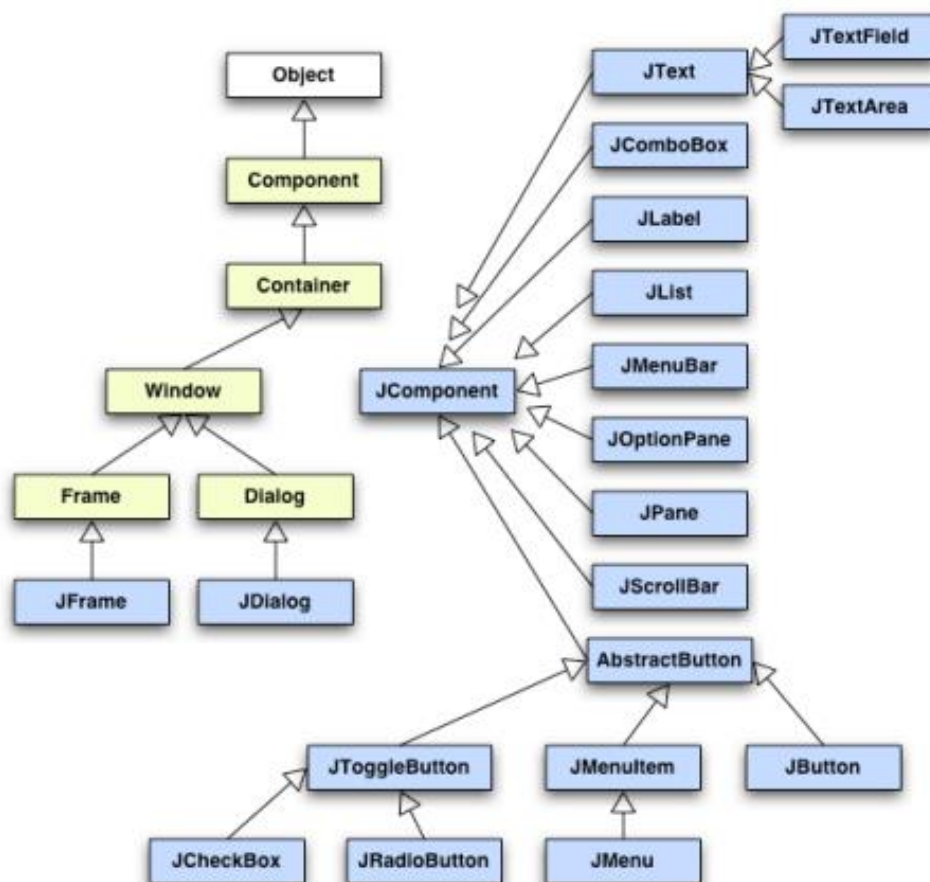 JTextField
Object
JText
JTextArea
JComboBox
Component
JLabel
Container
JList
JMenuBar
Window
JComponent
JOptionPane
Frame
Dialog
JPane
JFrame
JDialog
JScrollBar
AbstractButton
JToggleButton
JMenuItem
JButton
JCheckBox
JRadioButton
JMenu